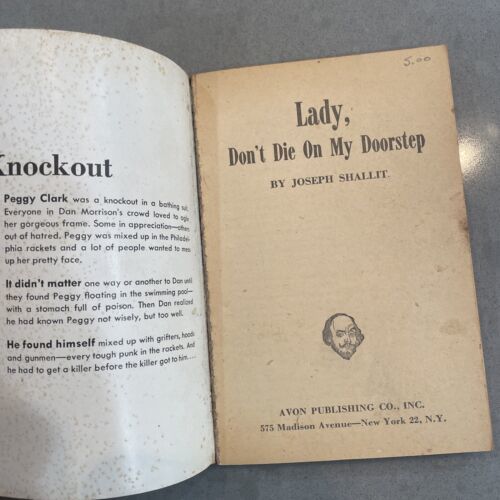 Knockout
Peggy Clark was a knockout in a bathing suit.
Everyone in Dan Morrison's crowd loved to ogle
her gorgeous frame. Some in appreciation—others
out of hatred. Peggy was mixed up in the Philadel-
phia rackets and a lot of people wanted to mess
up her pretty face.
It didn't matter one way or another to Dan until
they found Peggy floating in the swimming pool—
with a stomach full of poison. Then Dan realized
he had known Peggy not wisely, but too well.
He found himself mixed up with grifters, hoods
and gunmen—every tough punk in the rackets. And
he had to get a killer before the killer got to him....
5.00
Lady,
Don't Die On My Doorstep
BY JOSEPH SHALLIT
AVON PUBLISHING CO., INC.
575 Madison Avenue—New York 22, N.Y.